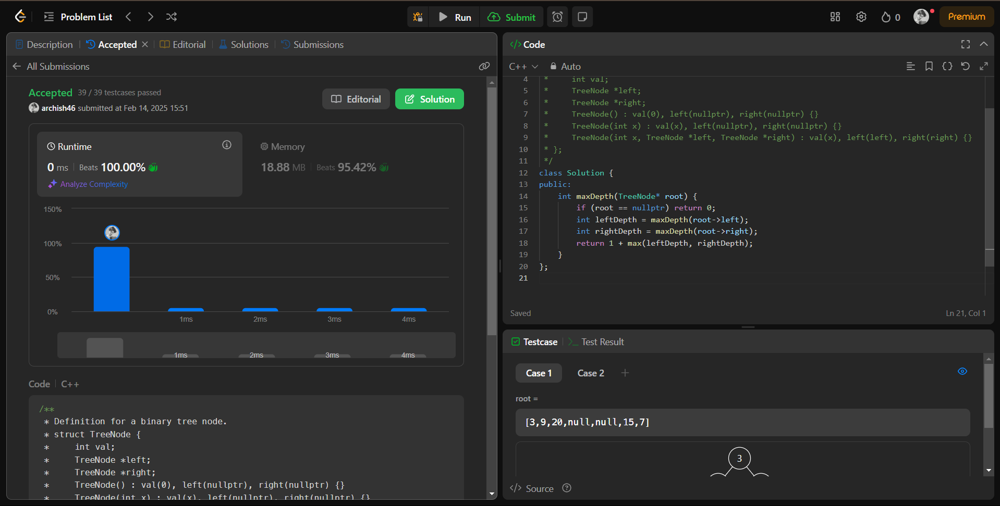 Problem List
Run
Submit
0
Premium
Description
Accepted
Editorial
Solutions
Submissions
All Submissions
Accepted 39 / 39 testcases passed
archish46 submitted at Feb 14, 2025 15:51
Editorial
Solution
Runtime
0 ms
Beats 100.00%
Analyze Complexity
Memory
18.88 MB
Beats 95.42%
150%
100%
50%
0%
1ms
2ms
3ms
4ms
1ms
2ms
3ms
4ms
Code
C++
/**
 * Definition for a binary tree node.
 * struct TreeNode {
 *     int val;
 *     TreeNode *left;
 *     TreeNode *right;
 *     TreeNode() : val(0), left(nullptr), right(nullptr) {}
 *     TreeNode(int x) : val(x), left(nullptr), right(nullptr) {}
</> Code
C++
Auto
4  *     int val;
5  *     TreeNode *left;
6  *     TreeNode *right;
7  *     TreeNode() : val(0), left(nullptr), right(nullptr) {}
8  *     TreeNode(int x) : val(x), left(nullptr), right(nullptr) {}
9  *     TreeNode(int x, TreeNode *left, TreeNode *right) : val(x), left(left), right(right) {}
10  * };
11  */
12 class Solution {
13 public:
14     int maxDepth(TreeNode* root) {
15         if (root == nullptr) return 0;
16         int leftDepth = maxDepth(root->left);
17         int rightDepth = maxDepth(root->right);
18         return 1 + max(leftDepth, rightDepth);
19     }
20 };
21
Saved
Ln 21, Col 1
Testcase
Test Result
Case 1
Case 2
root =
[3,9,20,null,null,15,7]
3
</> Source